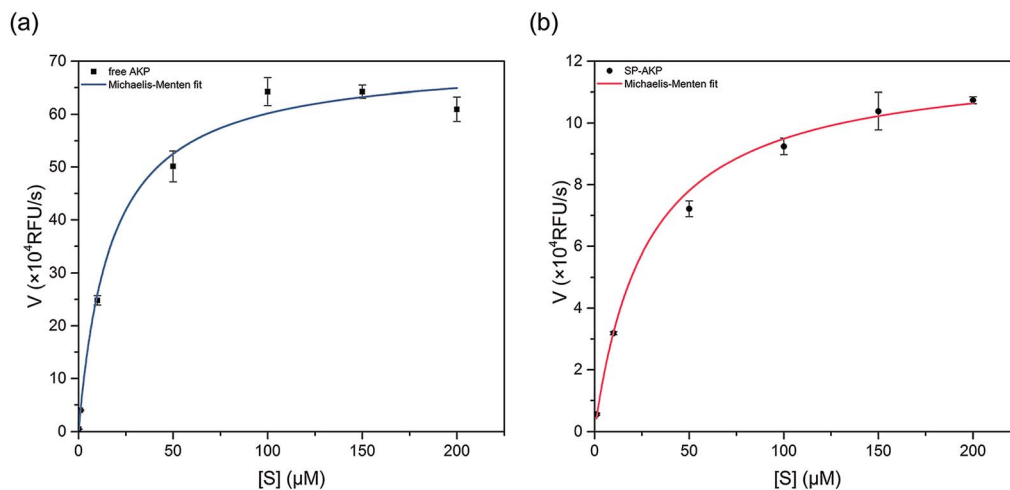 (a)
70
60
50
40
30
20
10
0
V (×10⁴RFU/s)
free AKP
Michaelis-Menten fit
0 50 100 150 200
[S] (μM)
(b)
12
10
8
6
4
2
0
V (×10⁴RFU/s)
SP-AKP
Michaelis-Menten fit
0 50 100 150 200
[S] (μM)